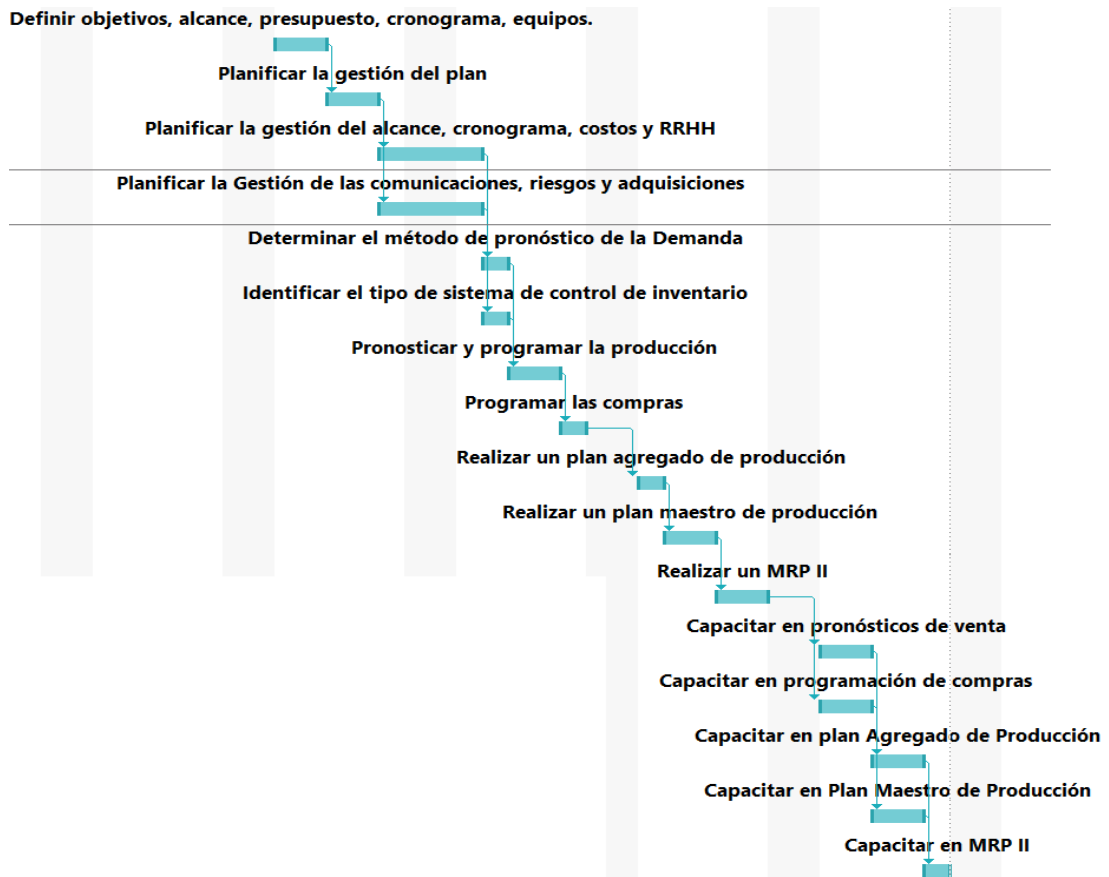 Definir objetivos, alcance, presupuesto, cronograma, equipos.
Planificar la gestión del plan
Planificar la gestión del alcance, cronograma, costos y RRHH
Planificar la Gestión de las comunicaciones, riesgos y adquisiciones
Determinar el método de pronóstico de la Demanda
Identificar el tipo de sistema de control de inventario
Pronosticar y programar la producción
Programar las compras
Realizar un plan agregado de producción
Realizar un plan maestro de producción
Realizar un MRP II
Capacitar en pronósticos de venta
Capacitar en programación de compras
Capacitar en plan Agregado de Producción
Capacitar en Plan Maestro de Producción
Capacitar en MRP II